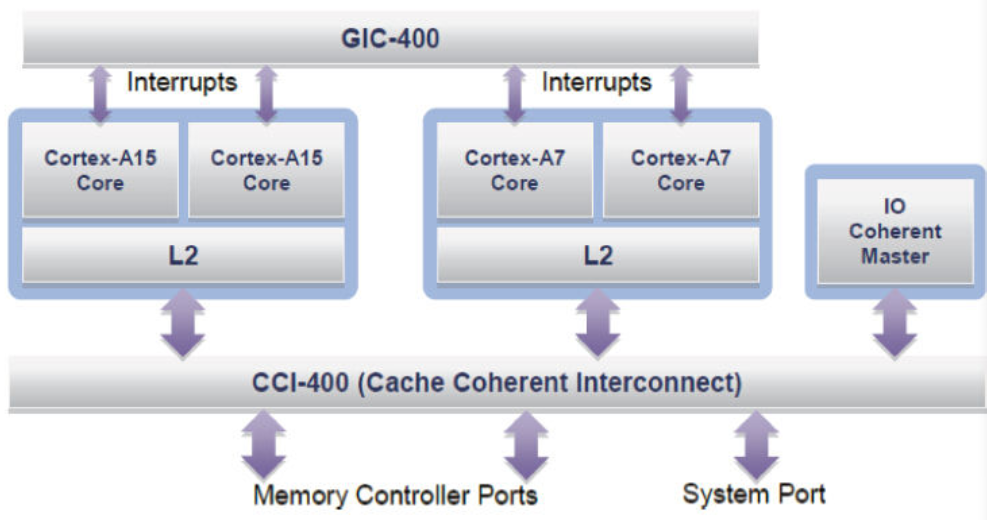 GIC-400
Interrupts
Interrupts
Cortex-A15
Core
Cortex-A15
Core
Cortex-A7
Core
Cortex-A7
Core
L2
L2
IO
Coherent
Master
CCI-400 (Cache Coherent Interconnect)
Memory Controller Ports
System Port